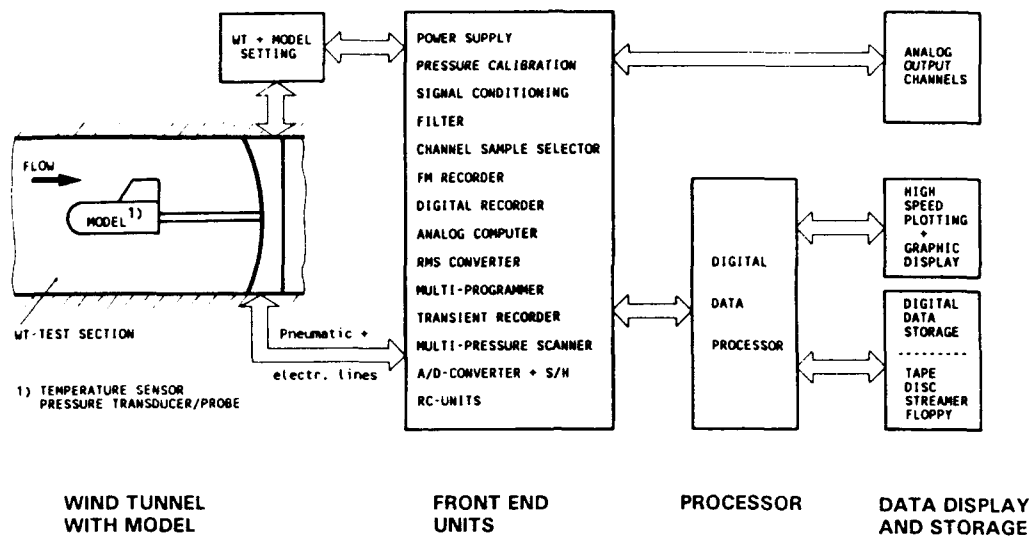 WT + MODEL
SETTING
FLOW
MODEL 1)
WT-TEST SECTION
Pneumatic +
electr. lines
1) TEMPERATURE SENSOR
PRESSURE TRANSDUCER/PROBE
POWER SUPPLY
PRESSURE CALIBRATION
SIGNAL CONDITIONING
FILTER
CHANNEL SAMPLE SELECTOR
FM RECORDER
DIGITAL RECORDER
ANALOG COMPUTER
RMS CONVERTER
MULTI-PROGRAMMER
TRANSIENT RECORDER
MULTI-PRESSURE SCANNER
A/D-CONVERTER + S/H
RC-UNITS
DIGITAL
DATA
PROCESSOR
ANALOG
OUTPUT
CHANNELS
HIGH
SPEED
PLOTTING
+
GRAPHIC
DISPLAY
DIGITAL
DATA
STORAGE
TAPE
DISC
STREAMER
FLOPPY
WIND TUNNEL
WITH MODEL
FRONT END
UNITS
PROCESSOR
DATA DISPLAY
AND STORAGE